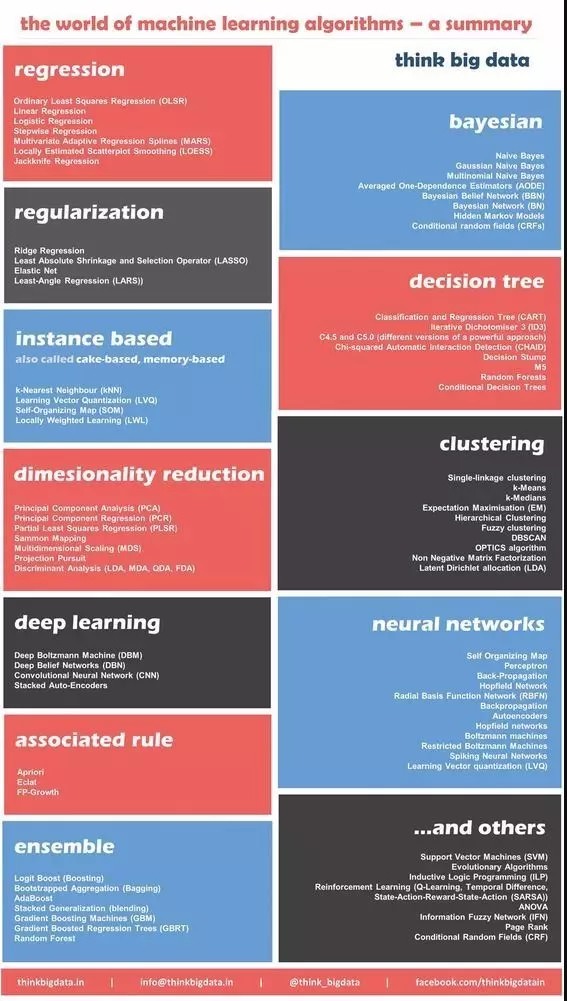 the world of machine learning algorithms – a summary
think big data
regression
Ordinary Least Squares Regression (OLSR)
Linear Regression
Logistic Regression
Stepwise Regression
Multivariate Adaptive Regression Splines (MARS)
Locally Estimated Scatterplot Smoothing (LOESS)
Jackknife Regression
regularization
Ridge Regression
Least Absolute Shrinkage and Selection Operator (LASSO)
Elastic Net
Least-Angle Regression (LARS))
instance based
also called cake-based, memory-based
k-Nearest Neighbour (kNN)
Learning Vector Quantization (LVQ)
Self-Organizing Map (SOM)
Locally Weighted Learning (LWL)
dimesionality reduction
Principal Component Analysis (PCA)
Principal Component Regression (PCR)
Partial Least Squares Regression (PLSR)
Sammon Mapping
Multidimensional Scaling (MDS)
Projection Pursuit
Discriminant Analysis (LDA, MDA, QDA, FDA)
deep learning
Deep Boltzmann Machine (DBM)
Deep Belief Networks (DBN)
Convolutional Neural Network (CNN)
Stacked Auto-Encoders
associated rule
Apriori
Eclat
FP-Growth
ensemble
Logit Boost (Boosting)
Bootstrapped Aggregation (Bagging)
AdaBoost
Stacked Generalization (blending)
Gradient Boosting Machines (GBM)
Gradient Boosted Regression Trees (GBRT)
Random Forest
bayesian
Naive Bayes
Gaussian Naive Bayes
Multinomial Naive Bayes
Averaged One-Dependence Estimators (AODE)
Bayesian Belief Network (BBN)
Bayesian Network (BN)
Hidden Markov Models
Conditional random fields (CRFs)
decision tree
Classification and Regression Tree (CART)
Iterative Dichotomiser 3 (ID3)
C4.5 and C5.0 (different versions of a powerful approach)
Chi-squared Automatic Interaction Detection (CHAID)
Decision Stump
M5
Random Forests
Conditional Decision Trees
clustering
Single-linkage clustering
k-Means
k-Medians
Expectation Maximisation (EM)
Hierarchical Clustering
Fuzzy clustering
DBSCAN
OPTICS algorithm
Non Negative Matrix Factorization
Latent Dirichlet allocation (LDA)
neural networks
Self Organizing Map
Perceptron
Back-Propagation
Hopfield Network
Radial Basis Function Network (RBFN)
Backpropagation
Autoencoders
Hopfield networks
Boltzmann machines
Restricted Boltzmann Machines
Spiking Neural Networks
Learning Vector quantization (LVQ)
...and others
Support Vector Machines (SVM)
Evolutionary Algorithms
Inductive Logic Programming (ILP)
Reinforcement Learning (Q-Learning, Temporal Difference,
State-Action-Reward-State-Action (SARSA))
ANOVA
Information Fuzzy Network (IFN)
Page Rank
Conditional Random Fields (CRF)
thinkbigdata.in | info@thinkbigdata.in | @think_bigdata | facebook.com/thinkbigdatain